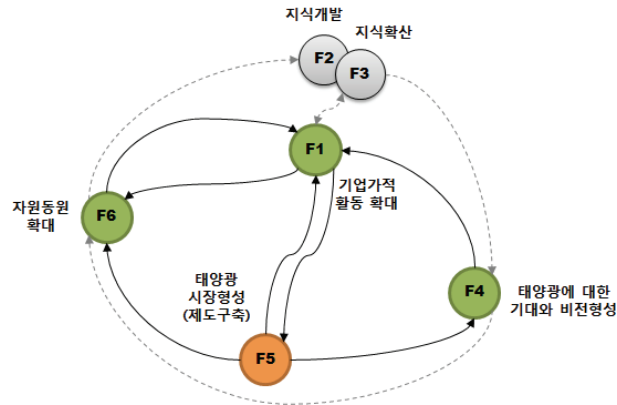 지식개발
지식확산
F2
F3
F1
기업가적
활동 확대
자원동원
확대
F6
태양광
시장형성
(제도구축)
F4
태양광에 대한
기대와 비전형성
F5